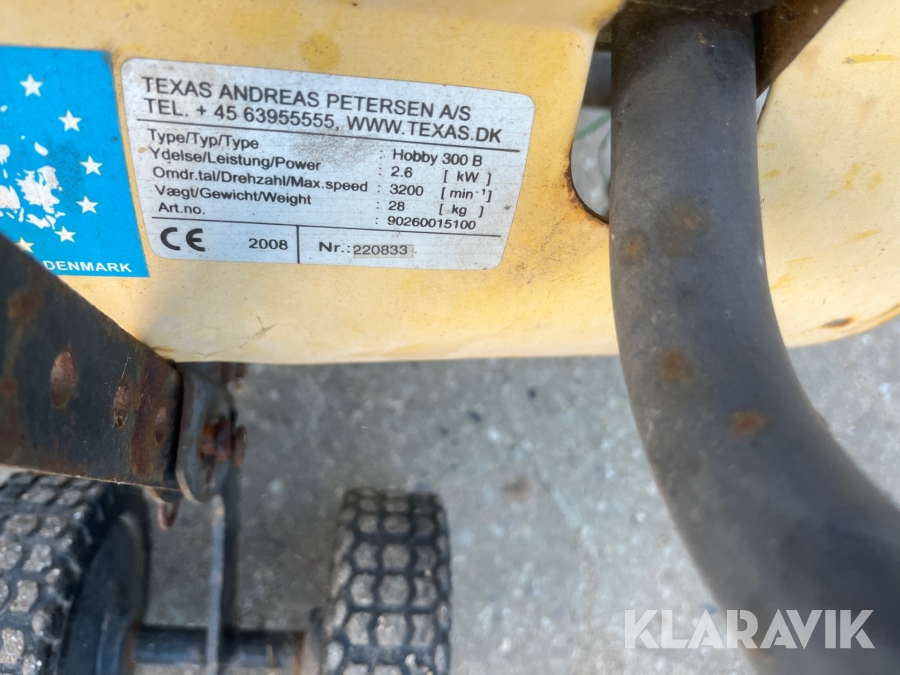 TEXAS ANDREAS PETERSEN A/S
TEL. + 45 63955555, WWW.TEXAS.DK
Type/Typ/Type : Hobby 300 B
Ydelse/Leistung/Power : 2.6 [ kW]
Omdr.tal/Drehzahl/Max.speed : 3200 [ min-¹]
Vægt/Gewicht/Weight : 28 [ kg ]
Art.no. : 90260015100
CE 2008 Nr.: 220833
DENMARK
KLARAVIK